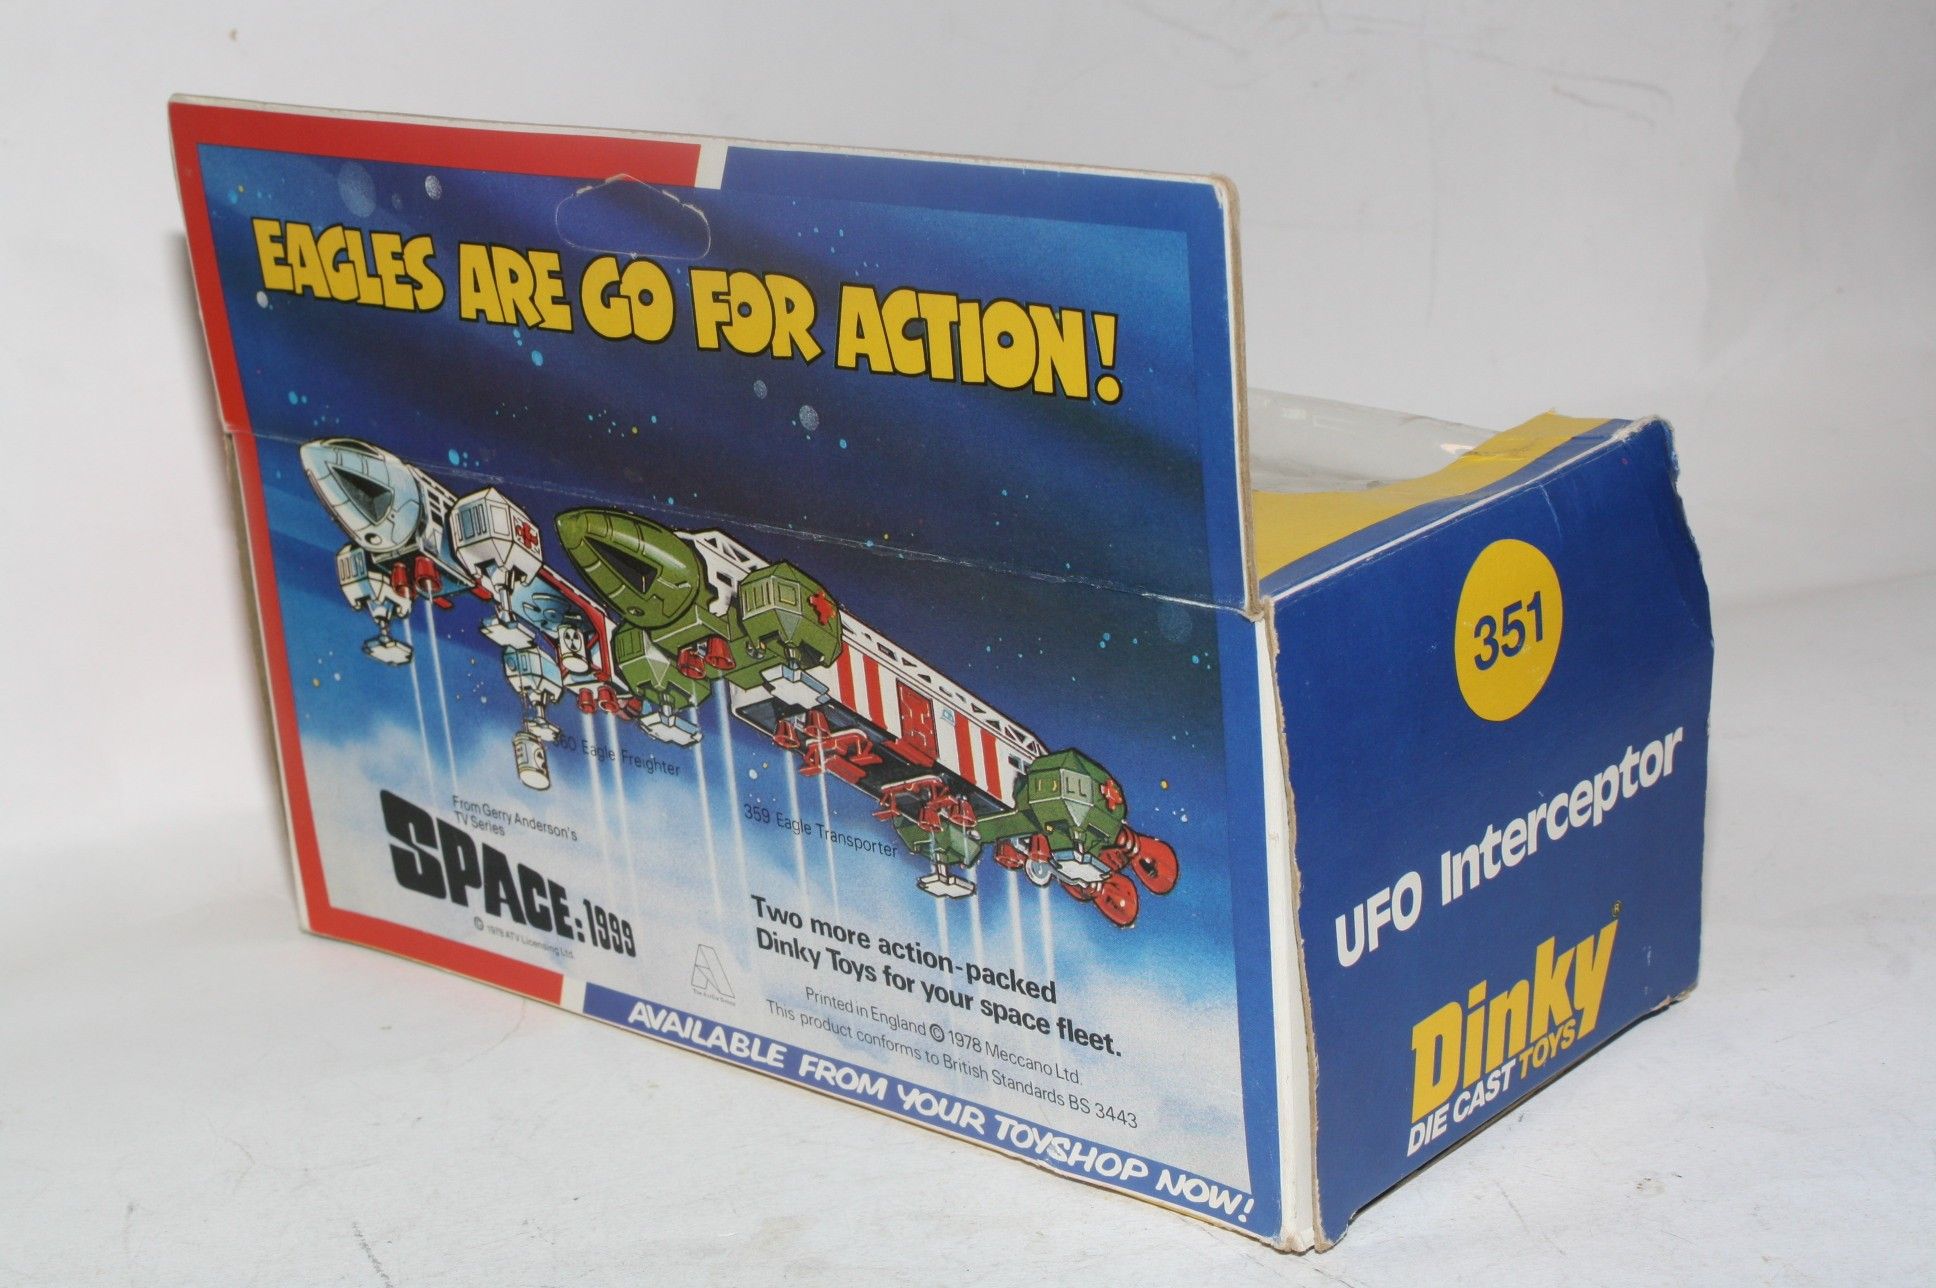 EAGLES ARE GO FOR ACTION!
360 Eagle Freighter
359 Eagle Transporter
From Gerry Anderson's
TV Series
SPACE:1999
© 1975 ATV Licensing Ltd.
Two more action-packed
Dinky Toys for your space fleet.
Printed in England © 1978 Meccano Ltd.
This product conforms to British Standards BS 3443
AVAILABLE FROM YOUR TOYSHOP NOW!
351
UFO Interceptor
Dinky®
DIE CAST TOYS